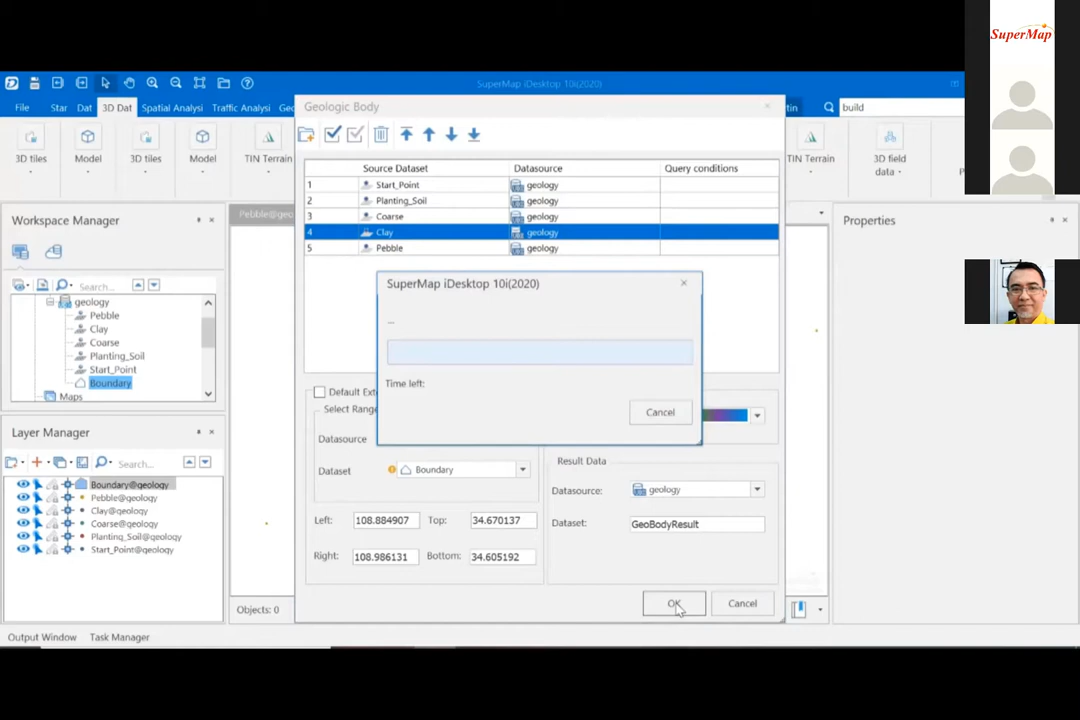 SuperMap
SuperMap iDesktop 10i(2020)
File Star Dat 3D Dat Spatial Analysi Traffic Analysi Geo tin build
3D tiles Model 3D tiles Model TIN Terrain TIN Terrain 3D field data
Geologic Body
Source Dataset Datasource Query conditions
1 Start_Point geology
2 Planting_Soil geology
3 Coarse geology
4 Clay geology
5 Pebble geology
Workspace Manager
Search...
geology
Pebble
Clay
Coarse
Planting_Soil
Start_Point
Boundary
Maps
Pebble@geo
Properties
SuperMap iDesktop 10i(2020)
...
Time left:
Cancel
Layer Manager
Search...
Boundary@geology
Pebble@geology
Clay@geology
Coarse@geology
Planting_Soil@geology
Start_Point@geology
Default Ext
Select Range
Datasource
Dataset Boundary
Left: 108.884907 Top: 34.670137
Right: 108.986131 Bottom: 34.605192
Result Data
Datasource: geology
Dataset: GeoBodyResult
OK Cancel
Objects: 0
Output Window Task Manager